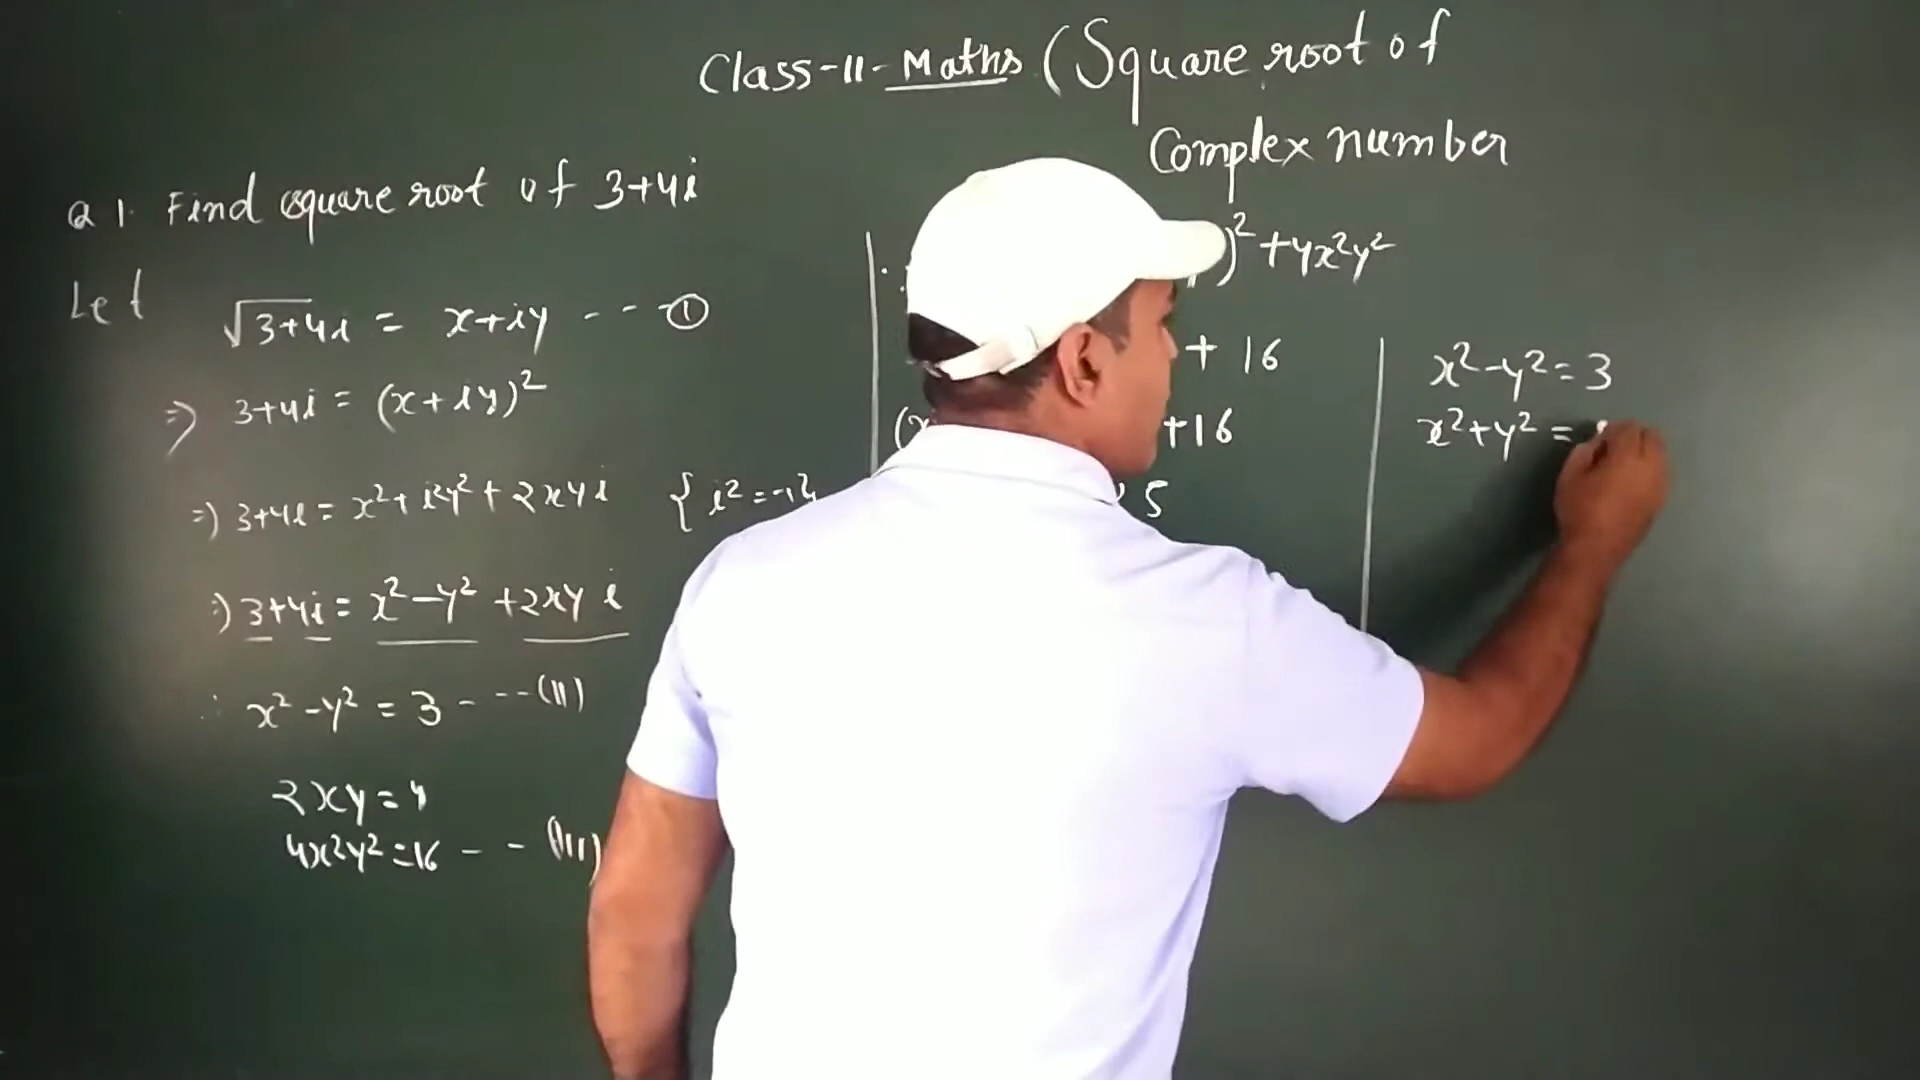 Class-11-Maths (Square root of
Complex number
Q 1. Find square root of 3+4i
Let √3+4i = x+iy - - - ①
⇒ 3+4i = (x+iy)²
⇒ 3+4i = x²+i²y²+2xyi { i²=-1}
⇒ 3+4i = x²-y² +2xy i
∴ x²-y² = 3 - --(II)
2xy=4
4x²y²=16 - - (III)
)²+4x²y²
+ 16
+16
5
x²-y²=3
x²+y² =